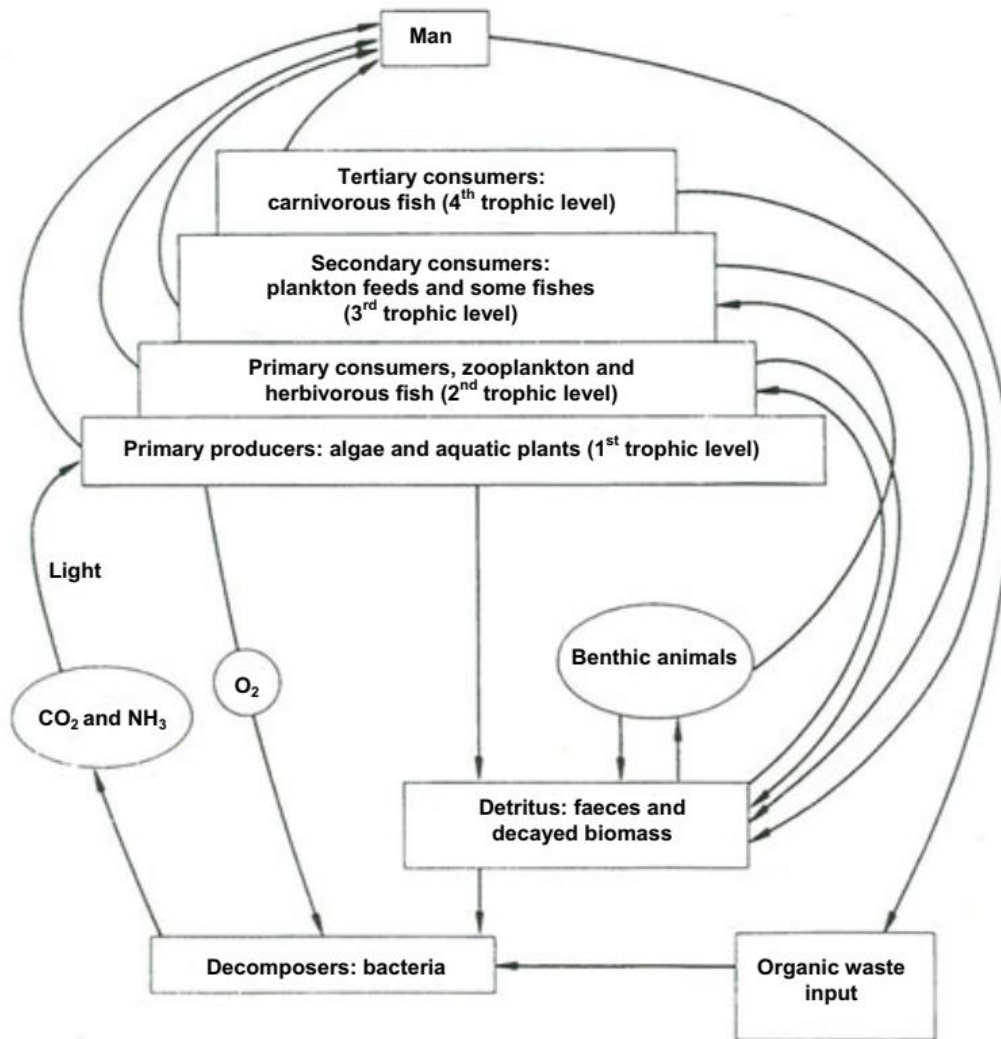 Man
Tertiary consumers:
carnivorous fish (4th trophic level)
Secondary consumers:
plankton feeds and some fishes
(3rd trophic level)
Primary consumers, zooplankton and
herbivorous fish (2nd trophic level)
Primary producers: algae and aquatic plants (1st trophic level)
Light
Benthic animals
O2
CO2 and NH3
Detritus: faeces and
decayed biomass
Decomposers: bacteria
Organic waste
input